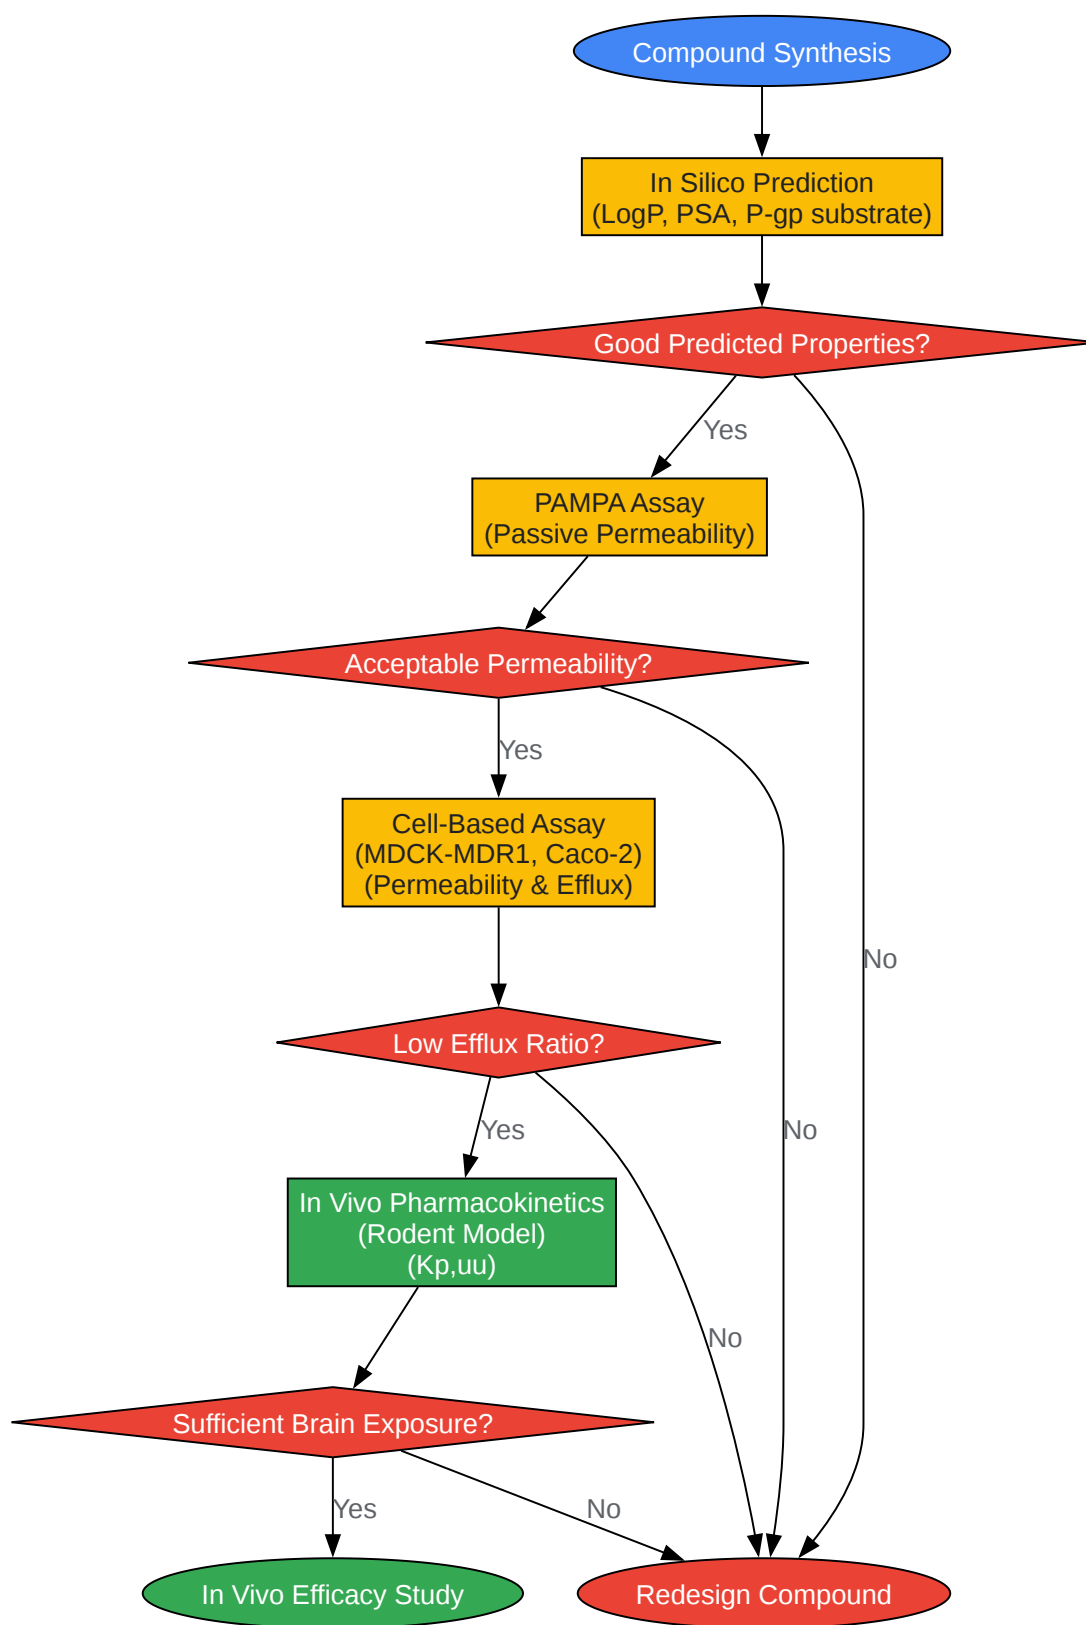 Compound Synthesis
In Silico Prediction
(LogP, PSA, P-gp substrate)
Good Predicted Properties?
Yes
PAMPA Assay
(Passive Permeability)
Acceptable Permeability?
Yes
Cell-Based Assay
(MDCK-MDR1, Caco-2)
(Permeability & Efflux)
No
Low Efflux Ratio?
Yes
No
In Vivo Pharmacokinetics
(Rodent Model)
(Kp,uu)
No
Sufficient Brain Exposure?
Yes
No
In Vivo Efficacy Study
Redesign Compound